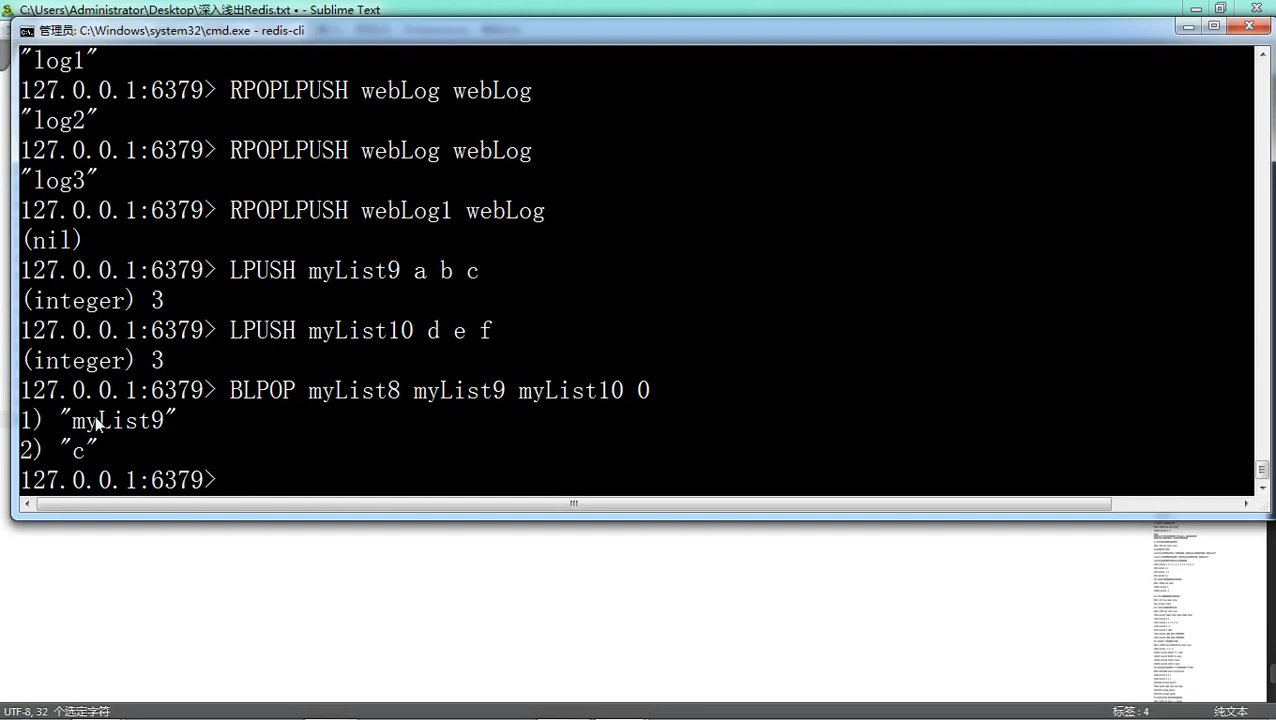 C:\Users\Administrator\Desktop\深入浅出Redis.txt • - Sublime Text
管理员: C:\Windows\system32\cmd.exe - redis-cli
"log1"
127.0.0.1:6379> RPOPLPUSH webLog webLog
"log2"
127.0.0.1:6379> RPOPLPUSH webLog webLog
"log3"
127.0.0.1:6379> RPOPLPUSH webLog1 webLog
(nil)
127.0.0.1:6379> LPUSH myList9 a b c
(integer) 3
127.0.0.1:6379> LPUSH myList10 d e f
(integer) 3
127.0.0.1:6379> BLPOP myList8 myList9 myList10 0
1) "myList9"
2) "c"
127.0.0.1:6379>
UTF-8, 32 个选定字符
标签: 4
纯文本